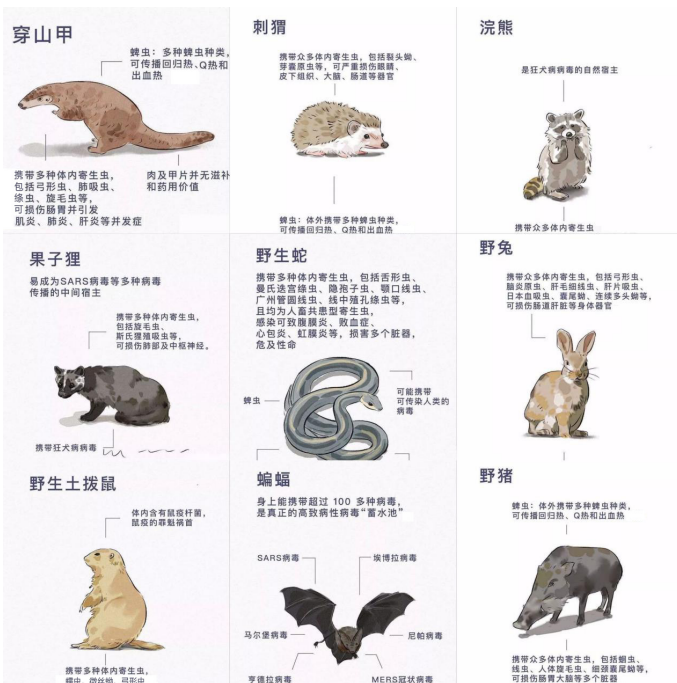 穿山甲
蜱虫：多种蜱虫种类，
可传播回归热、Q热和
出血热
携带多种体内寄生虫，
包括弓形虫、肺吸虫、
绦虫、旋毛虫等，
可损伤肠胃并引发
肌炎、肺炎、肝炎等并发症
肉及甲片并无滋补
和药用价值
刺猬
携带众多体内寄生虫，包括裂头蚴、
芽囊原虫等，可严重损伤眼睛、
皮下组织、大脑、肠道等器官
蜱虫：体外携带多种蜱虫种类，
可传播回归热、Q热和出血热
浣熊
是狂犬病病毒的自然宿主
携带众多体内寄生虫
果子狸
易成为SARS病毒等多种病毒
传播的中间宿主
携带多种体内寄生虫，
包括旋毛虫、
斯氏狸殖吸虫等，
可损伤肺部及中枢神经。
携带狂犬病病毒
野生蛇
携带多种体内寄生虫，包括舌形虫、
曼氏迭宫绦虫、隐孢子虫、颚口线虫、
广州管圆线虫、线中殖孔绦虫等，
且均为人畜共患型寄生虫，
感染可致腹膜炎、败血症、
心包炎、虹膜炎等，损害多个脏器，
危及性命
蜱虫
可能携带
可传染人类的
病毒
野兔
携带众多体内寄生虫，包括弓形虫、
脑炎原虫、肝毛细线虫、肝片吸虫、
日本血吸虫、囊尾蚴、连续多头蚴等，
可损伤肠道肝脏等身体器官
野生土拨鼠
体内含有鼠疫杆菌，
鼠疫的罪魁祸首
携带多种体内寄生虫，
蝙蝠
身上能携带超过 100 多种病毒，
是真正的高致病性病毒“蓄水池”
SARS病毒
埃博拉病毒
马尔堡病毒
尼帕病毒
亨德拉病毒
MERS冠状病毒
野猪
蜱虫：体外携带多种蜱虫种类，
可传播回归热、Q热和出血热
携带众多体内寄生虫，包括蛔虫、
线虫、人体旋毛虫、细颈囊尾蚴等，
可损伤肠胃大脑等多个脏器